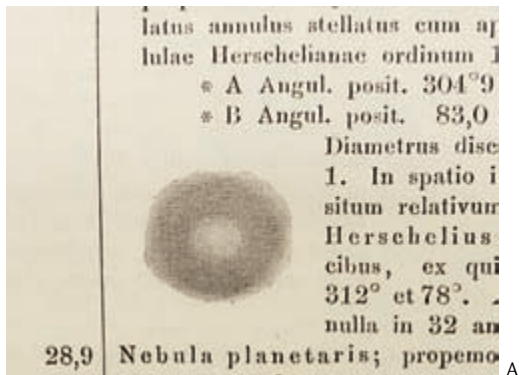 latus annulus stellatus cum ap
lulae Herschelianae ordinum 1
* A Angul. posit. 304°9
* B Angul. posit. 83,0
Diametrus disc
1. In spatio i
situm relativum
Herschelius
cibus, ex qui
312° et 78°.
nulla in 32 an
28,9 Nebula planetaris; propemo
A